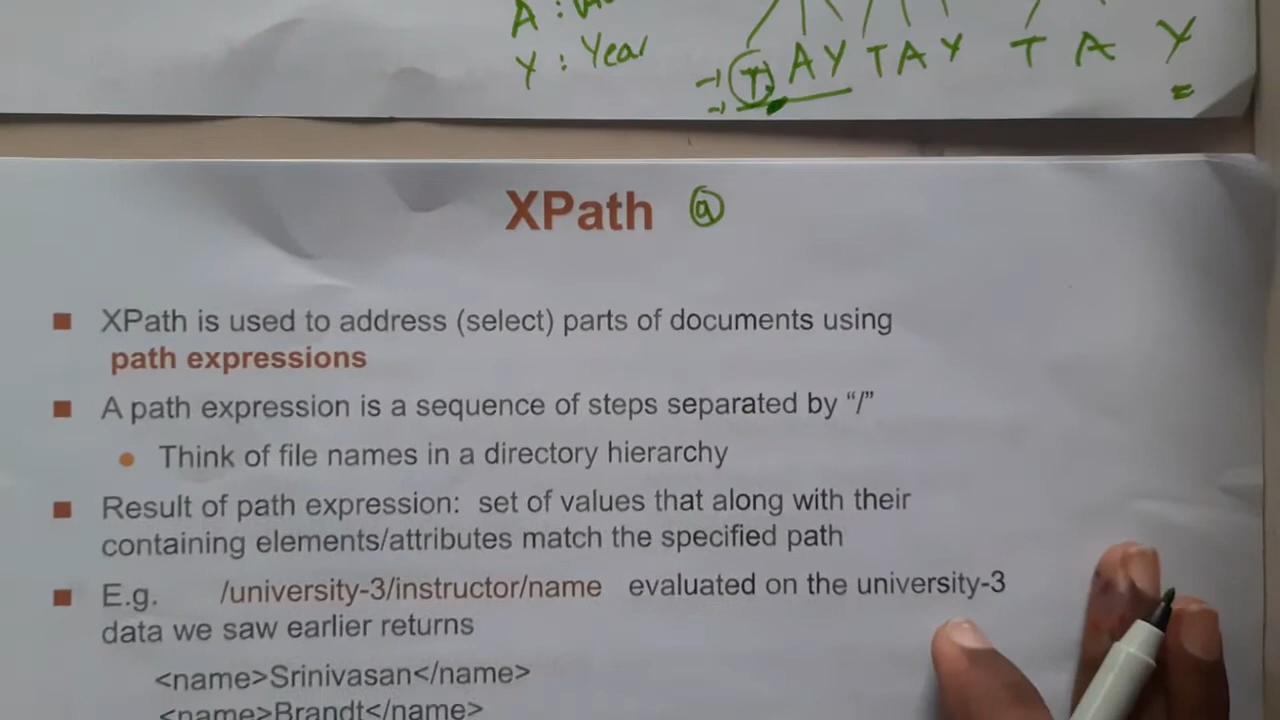 A :
Y : Year
T A Y T A Y T A Y
XPath a
XPath is used to address (select) parts of documents using
path expressions
A path expression is a sequence of steps separated by “/”
Think of file names in a directory hierarchy
Result of path expression: set of values that along with their
containing elements/attributes match the specified path
E.g. /university-3/instructor/name evaluated on the university-3
data we saw earlier returns
<name>Srinivasan</name>
<name>Brandt</name>